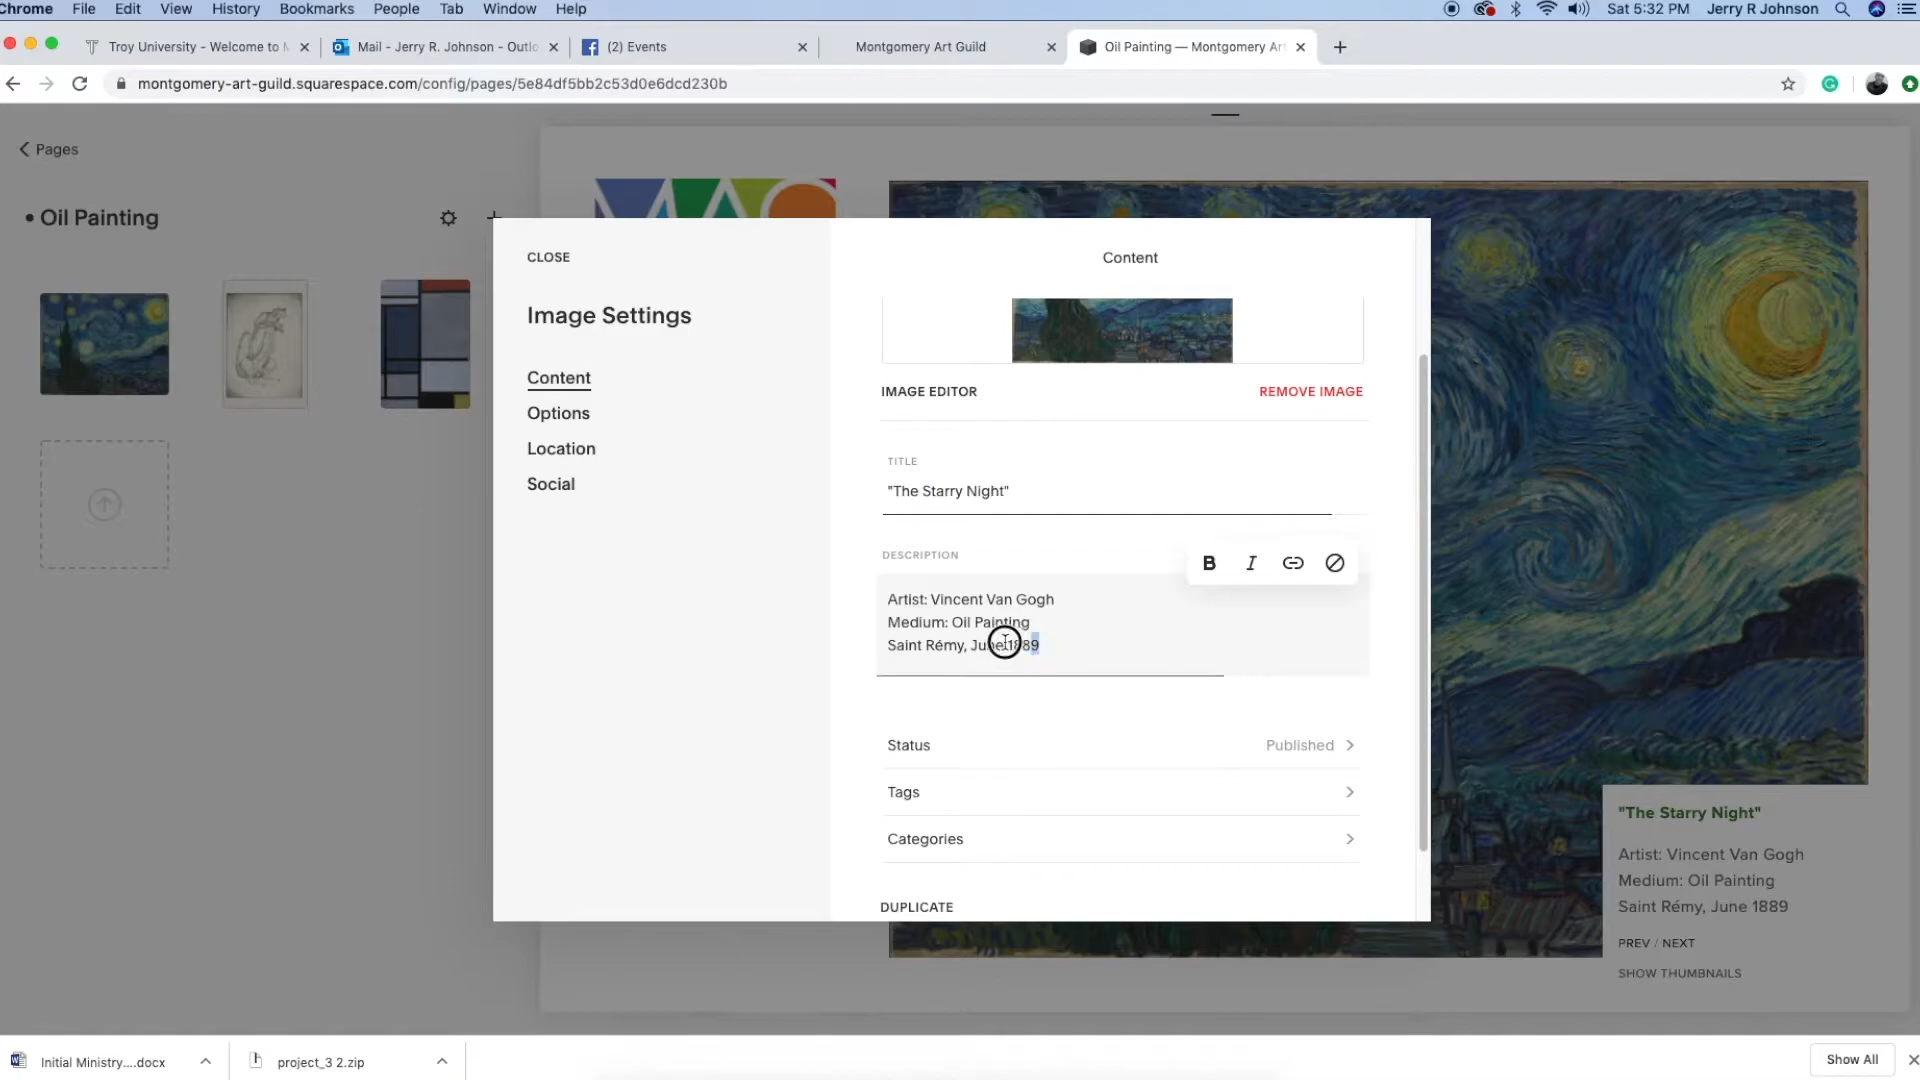 Chrome File Edit View History Bookmarks People Tab Window Help Sat 5:32 PM Jerry R Johnson
Troy University - Welcome to Mail - Jerry R. Johnson - Outlo (2) Events Montgomery Art Guild Oil Painting — Montgomery Art
montgomery-art-guild.squarespace.com/config/pages/5e84df5bb2c53d0e6dcd230b
Pages
• Oil Painting
CLOSE
Content
Image Settings
Content
Options
Location
Social
IMAGE EDITOR REMOVE IMAGE
TITLE
"The Starry Night"
DESCRIPTION
B I
Artist: Vincent Van Gogh
Medium: Oil Painting
Saint Rémy, June 1889
Status Published
Tags
Categories
DUPLICATE
"The Starry Night"
Artist: Vincent Van Gogh
Medium: Oil Painting
Saint Rémy, June 1889
PREV / NEXT
SHOW THUMBNAILS
Initial Ministry....docx project_3 2.zip Show All